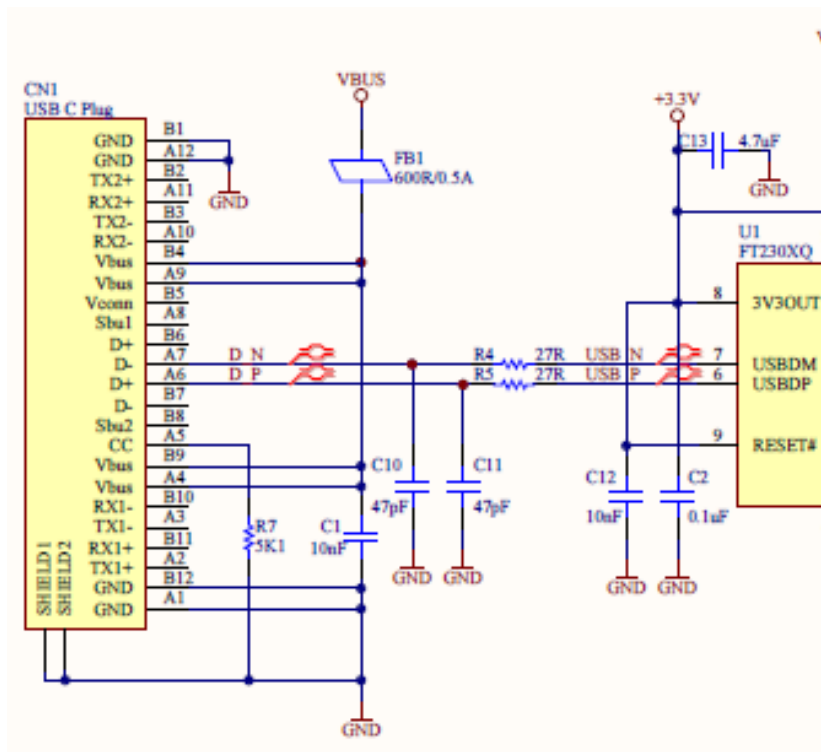 CN1
USB C Plug
GND B1
GND A12
TX2+ B2
RX2+ A11
TX2- B3
RX2- A10
Vbus B4
Vbus A9
Vconn B5
Sbu1 A8
D+ B6
D- A7
D+ A6
D- B7
Sbu2 B8
CC A5
Vbus B9
Vbus A4
RX1- B10
TX1- A3
RX1+ B11
TX1+ A2
GND B12
GND A1
SHIELD1
SHIELD2
GND
VBUS
FB1
600R/0.5A
D_N
D_P
R4 27R
R5 27R
USB_N
USB_P
R7
5K1
C1
10nF
GND
C10
47pF
GND
C11
47pF
GND
+3.3V
C13 4.7uF
GND
U1
FT230XQ
8 3V3OUT
7 USBDM
6 USBDP
9 RESET#
C12
10nF
GND
C2
0.1uF
GND